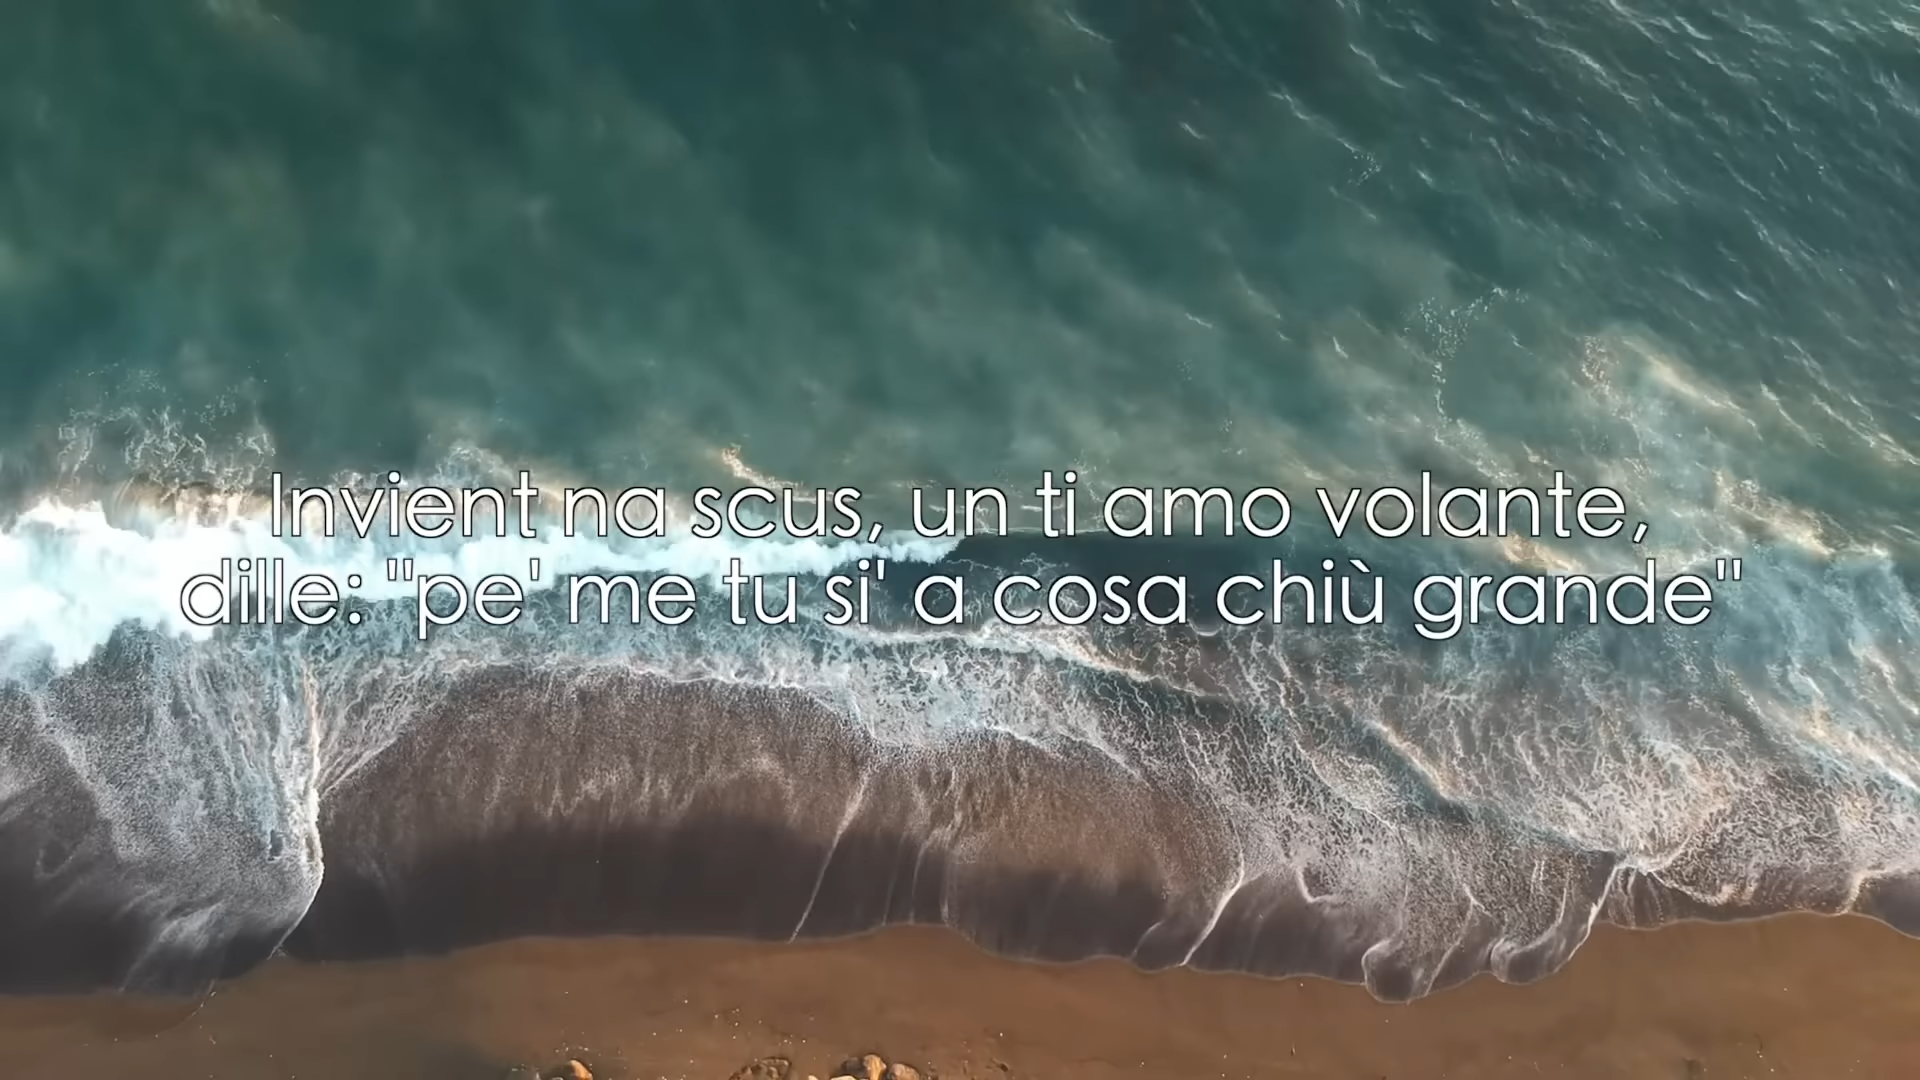 Invient na scus, un ti amo volante,
dille: "pe' me tu si' a cosa chiù grande"